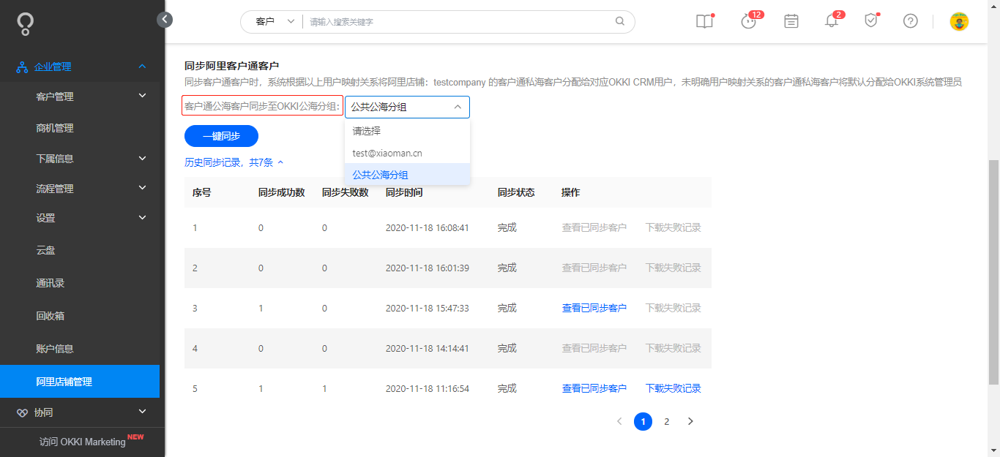 客户
请输入搜索关键字
12
2
企业管理
客户管理
商机管理
下属信息
流程管理
设置
云盘
通讯录
回收箱
账户信息
阿里店铺管理
协同
访问 OKKI Marketing NEW
同步阿里客户通客户
同步客户通客户时，系统根据以上用户映射关系将阿里店铺：testcompany 的客户通私海客户分配给对应OKKI CRM用户，未明确用户映射关系的客户通私海客户将默认分配给OKKI系统管理员
客户通公海客户同步至OKKI公海分组: 公共公海分组
请选择
test@xiaoman.cn
公共公海分组
一键同步
历史同步记录，共7条
序号 同步成功数 同步失败数 同步时间 同步状态 操作
1 0 0 2020-11-18 16:08:41 完成 查看已同步客户 下载失败记录
2 0 0 2020-11-18 16:01:39 完成 查看已同步客户 下载失败记录
3 1 0 2020-11-18 15:47:33 完成 查看已同步客户 下载失败记录
4 0 0 2020-11-18 14:14:41 完成 查看已同步客户 下载失败记录
5 1 1 2020-11-18 11:16:54 完成 查看已同步客户 下载失败记录
1 2